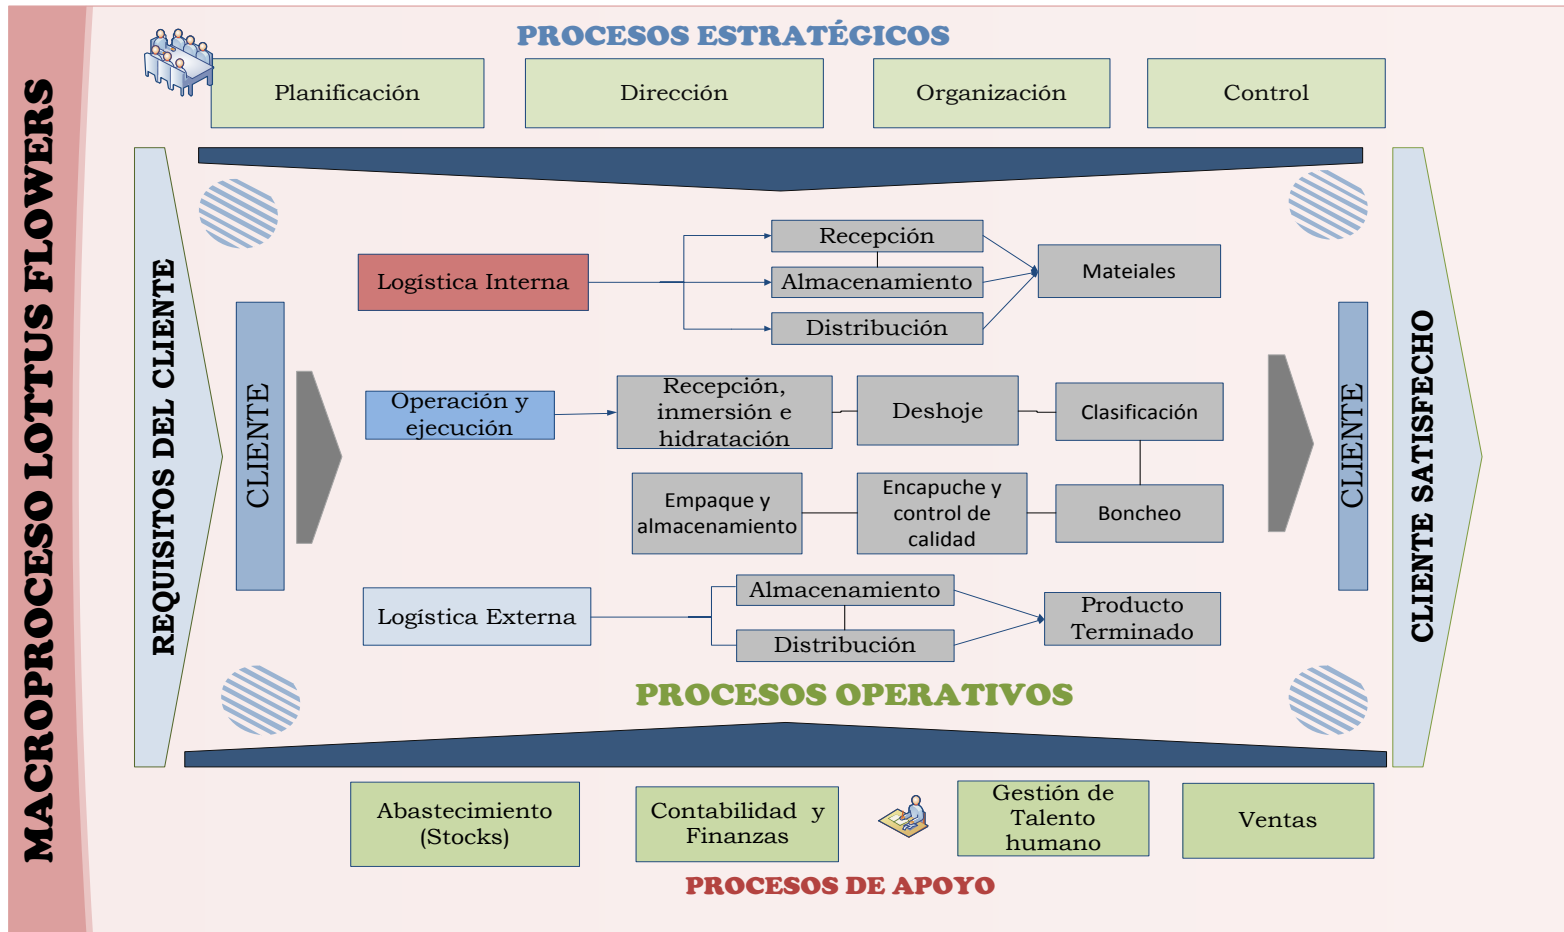 MACROPROCESO LOTTUS FLOWERS
PROCESOS ESTRATÉGICOS
Planificación
Dirección
Organización
Control
REQUISITOS DEL CLIENTE
CLIENTE
Logística Interna
Recepción
Almacenamiento
Distribución
Mateiales
Operación y
ejecución
Recepción,
inmersión e
hidratación
Deshoje
Clasificación
Empaque y
almacenamiento
Encapuche y
control de
calidad
Boncheo
Logística Externa
Almacenamiento
Distribución
Producto
Terminado
CLIENTE
CLIENTE SATISFECHO
PROCESOS OPERATIVOS
Abastecimiento
(Stocks)
Contabilidad y
Finanzas
Gestión de
Talento
humano
Ventas
PROCESOS DE APOYO